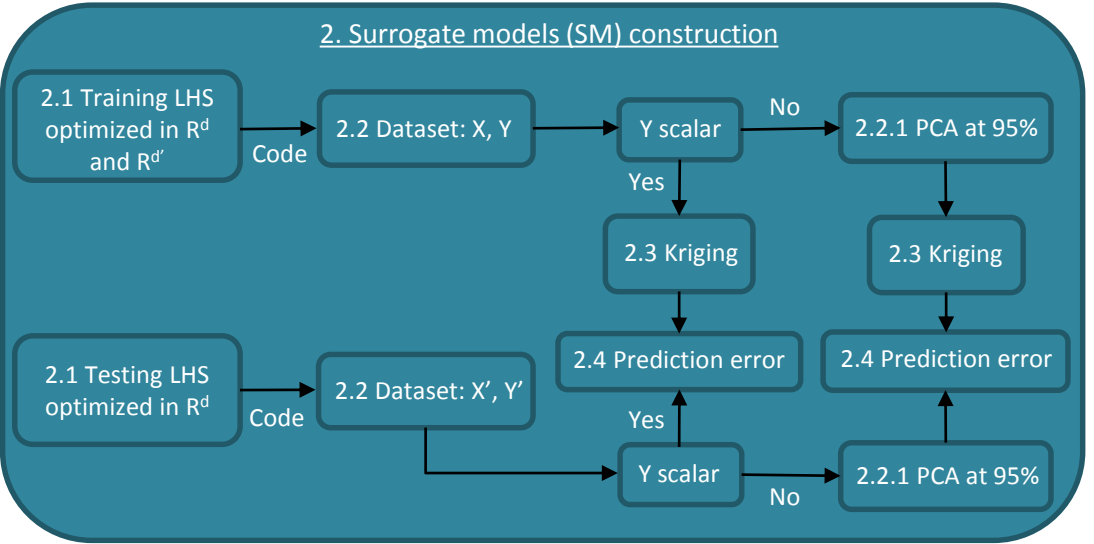 2. Surrogate models (SM) construction
2.1 Training LHS
optimized in R^d
and R^d'
Code
2.2 Dataset: X, Y
Y scalar
No
2.2.1 PCA at 95%
Yes
2.3 Kriging
2.3 Kriging
2.4 Prediction error
2.4 Prediction error
2.1 Testing LHS
optimized in R^d
Code
2.2 Dataset: X’, Y’
Yes
Y scalar
No
2.2.1 PCA at 95%